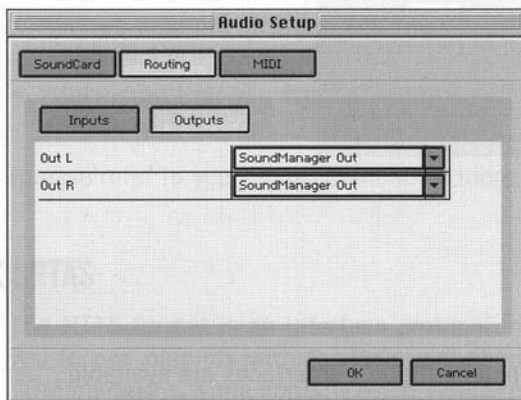 Audio Setup
SoundCard Routing MIDI
Inputs Outputs
Out L SoundManager Out
Out R SoundManager Out
OK Cancel